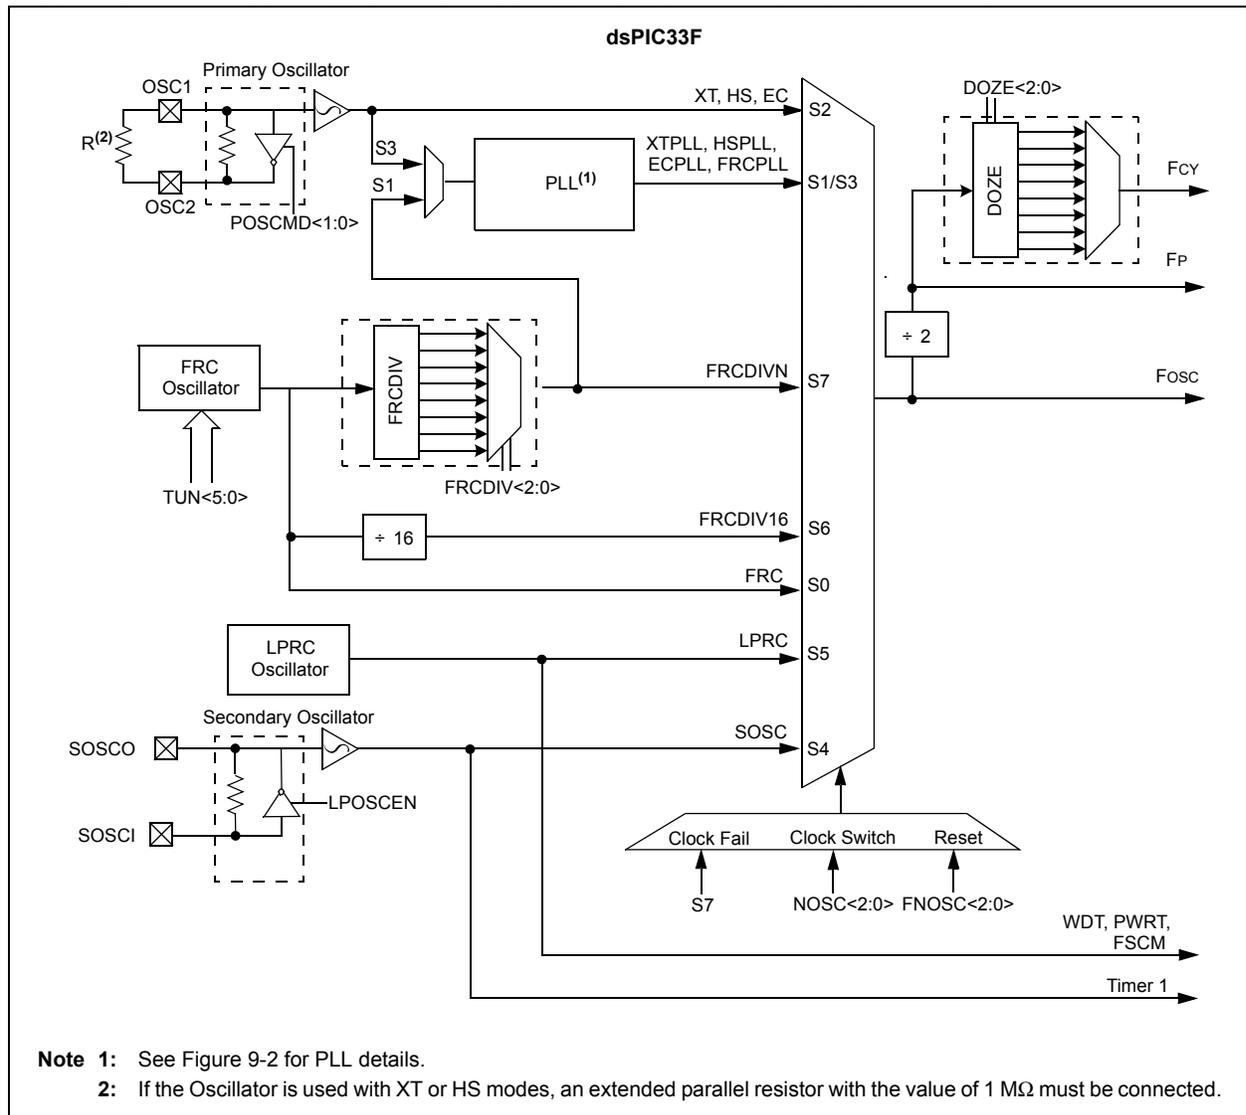 dsPIC33F
Primary Oscillator
OSC1
R(2)
OSC2
POSCMD<1:0>
S3
S1
PLL(1)
XT, HS, EC
S2
XTPLL, HSPLL,
ECPLL, FRCPLL
S1/S3
DOZE<2:0>
DOZE
FCY
FP
÷ 2
FOSC
FRC
Oscillator
TUN<5:0>
FRCDIV
FRCDIV<2:0>
FRCDIVN
S7
÷ 16
FRCDIV16
S6
FRC
S0
LPRC
Oscillator
LPRC
S5
Secondary Oscillator
SOSCO
SOSCI
LPOSCEN
SOSC
S4
Clock Fail
Clock Switch
Reset
S7
NOSC<2:0>
FNOSC<2:0>
WDT, PWRT,
FSCM
Timer 1
Note 1: See Figure 9-2 for PLL details.
2: If the Oscillator is used with XT or HS modes, an extended parallel resistor with the value of 1 MΩ must be connected.